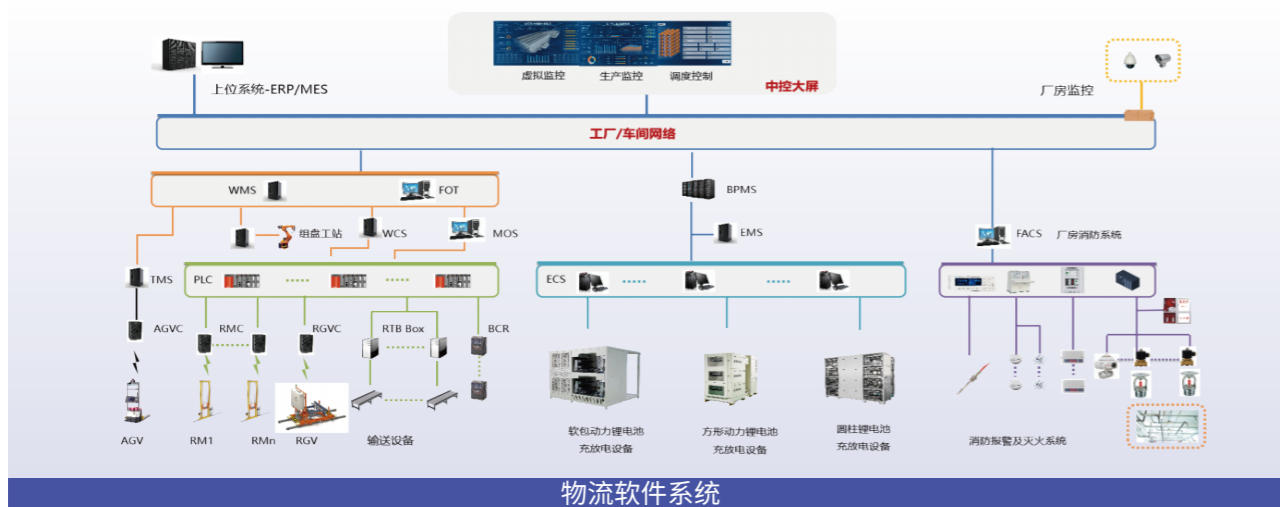 虚拟监控
生产监控
调度控制
中控大屏
上位系统-ERP/MES
厂房监控
工厂/车间网络
WMS
FOT
BPMS
组盘工站
WCS
MOS
EMS
FACS
厂房消防系统
TMS
PLC
ECS
AGVC
RMC
RGVC
RTB Box
BCR
AGV
RM1
RMn
RGV
输送设备
软包动力锂电池
充放电设备
方形动力锂电池
充放电设备
圆柱锂电池
充放电设备
消防报警及灭火系统
物流软件系统